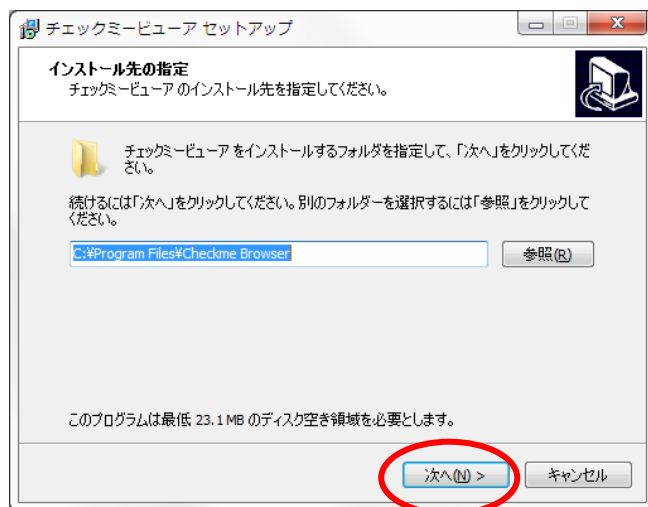 チェックミービューア セットアップ
インストール先の指定
チェックミービューア のインストール先を指定してください。
チェックミービューア をインストールするフォルダを指定して、「次へ」をクリックしてくだ
さい。
続けるには「次へ」をクリックしてください。別のフォルダーを選択するには「参照」をクリックして
ください。
C:¥Program Files¥Checkme Browser
参照(R)
このプログラムは最低 23.1 MB のディスク空き領域を必要とします。
次へ(N) >
キャンセル